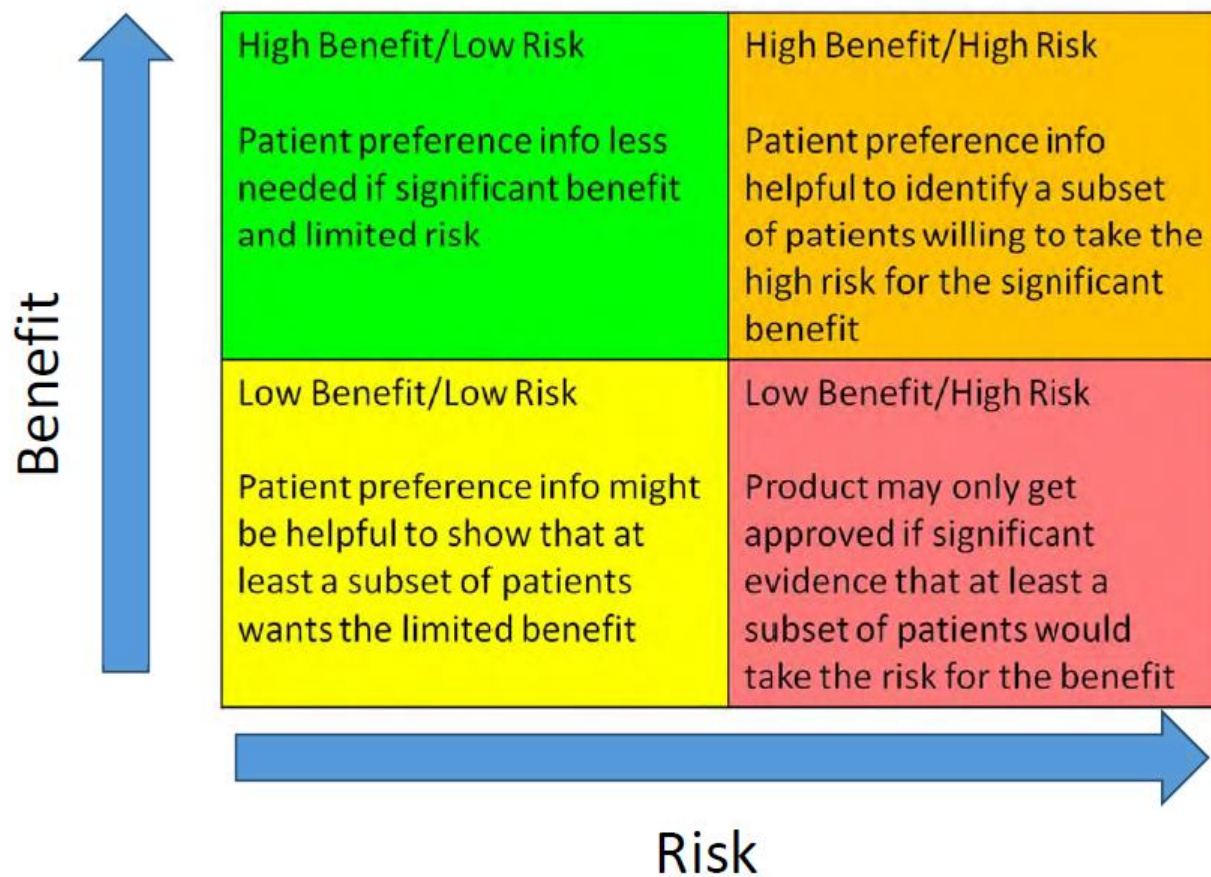 High Benefit/Low Risk
Patient preference info less
needed if significant benefit
and limited risk
High Benefit/High Risk
Patient preference info
helpful to identify a subset
of patients willing to take the
high risk for the significant
benefit
Low Benefit/Low Risk
Patient preference info might
be helpful to show that at
least a subset of patients
wants the limited benefit
Low Benefit/High Risk
Product may only get
approved if significant
evidence that at least a
subset of patients would
take the risk for the benefit
Benefit
Risk